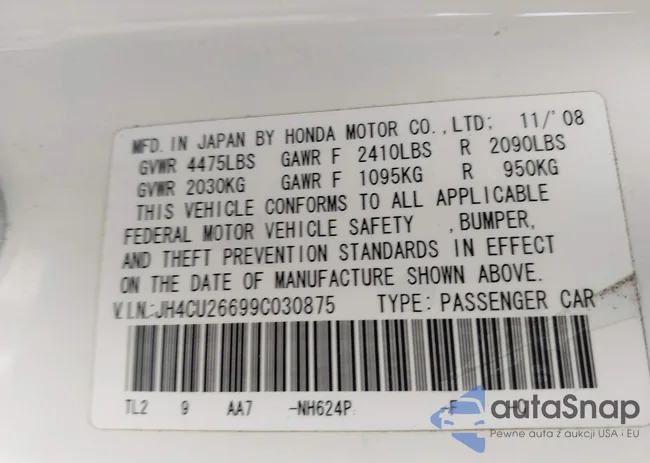 MFD. IN JAPAN BY HONDA MOTOR CO.,LTD; 11/'08
GVWR 4475LBS GAWR F 2410LBS R 2090LBS
GVWR 2030KG GAWR F 1095KG R 950KG
THIS VEHICLE CONFORMS TO ALL APPLICABLE
FEDERAL MOTOR VEHICLE SAFETY ,BUMPER,
AND THEFT PREVENTION STANDARDS IN EFFECT
ON THE DATE OF MANUFACTURE SHOWN ABOVE.
V.I.N.:JH4CU26699C030875 TYPE: PASSENGER CAR
TL2 9 AA7 -NH624P -F
autoSnap
Pewne auta z aukcji USA i EU